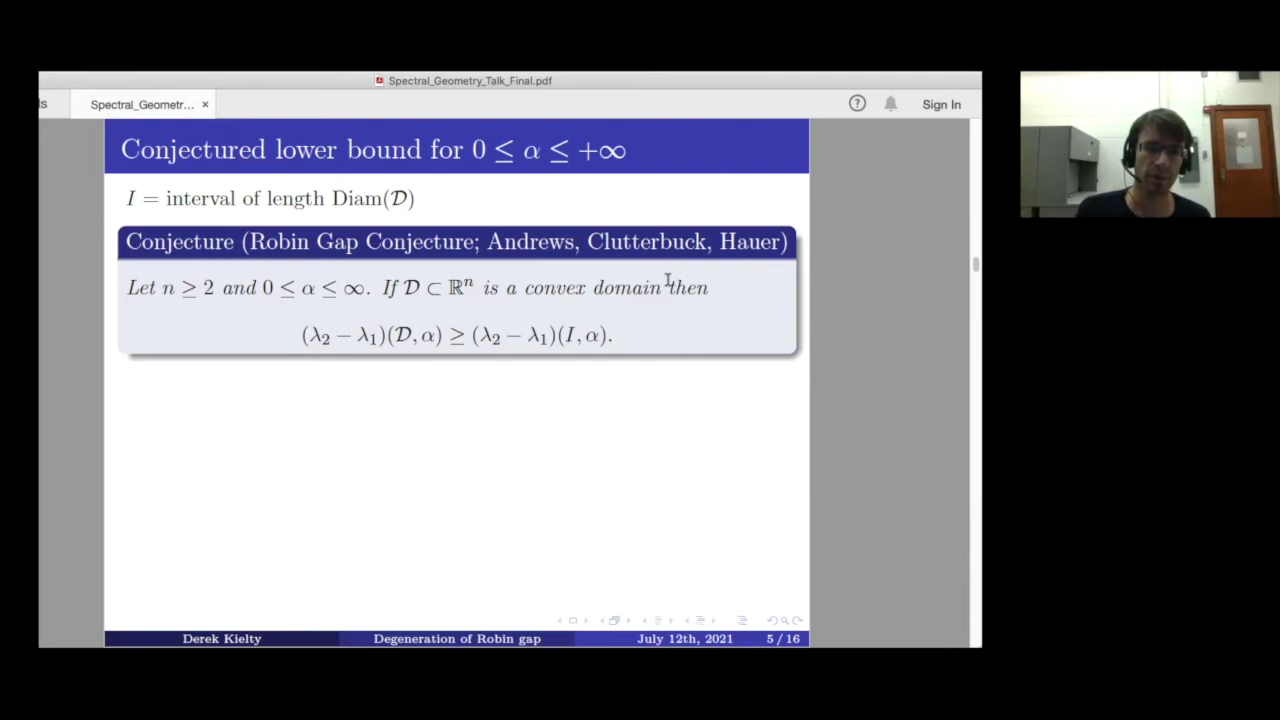 Spectral_Geometry_Talk_Final.pdf
ls
Spectral_Geometr... ×
Sign In
Conjectured lower bound for 0 ≤ α ≤ +∞
I = interval of length Diam(𝒟)
Conjecture (Robin Gap Conjecture; Andrews, Clutterbuck, Hauer)
Let n ≥ 2 and 0 ≤ α ≤ ∞. If 𝒟 ⊂ ℝⁿ is a convex domain then
(λ₂ − λ₁)(𝒟, α) ≥ (λ₂ − λ₁)(I, α).
Derek Kielty
Degeneration of Robin gap
July 12th, 2021
5 / 16